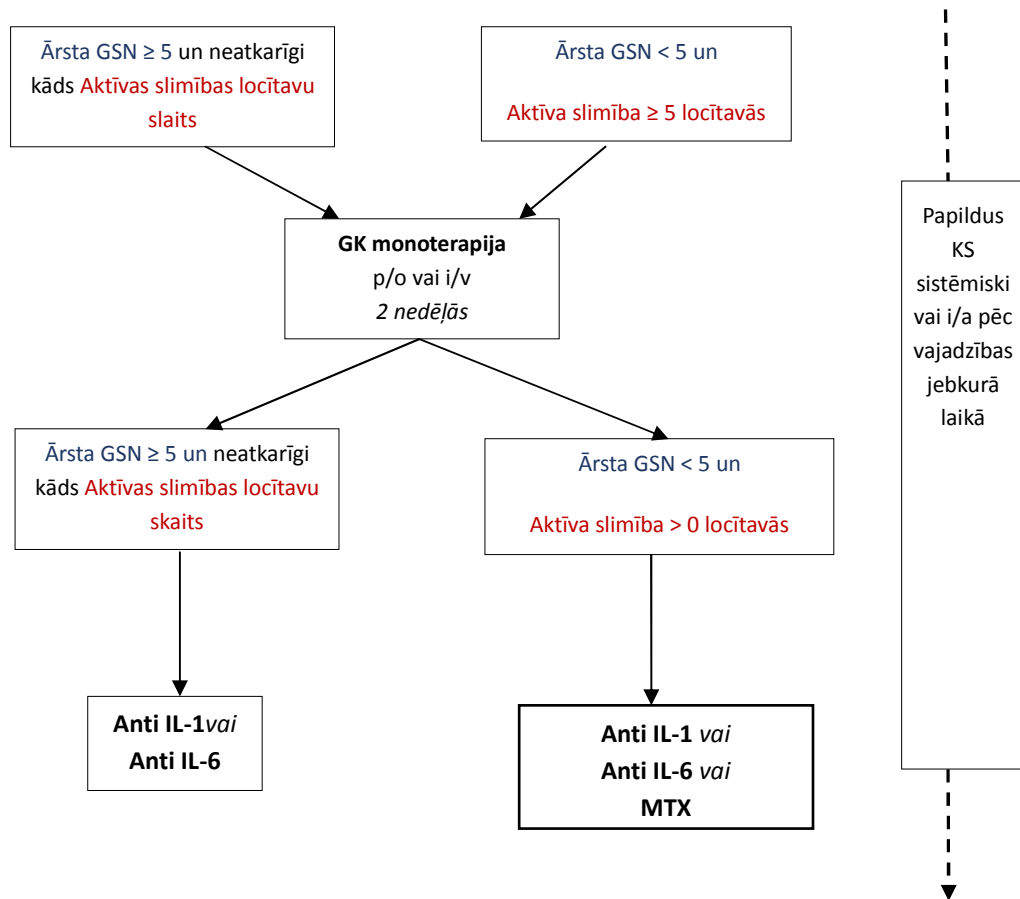 Ārsta GSN ≥ 5 un neatkarīgi
kāds Aktīvas slimības locītavu
slaits
Ārsta GSN < 5 un
Aktīva slimība ≥ 5 locītavās
GK monoterapija
p/o vai i/v
2 nedēļās
Ārsta GSN ≥ 5 un neatkarīgi
kāds Aktīvas slimības locītavu
skaits
Ārsta GSN < 5 un
Aktīva slimība > 0 locītavās
Anti IL-1vai
Anti IL-6
Anti IL-1 vai
Anti IL-6 vai
MTX
Papildus
KS
sistēmiski
vai i/a pēc
vajadzības
jebkurā
laikā